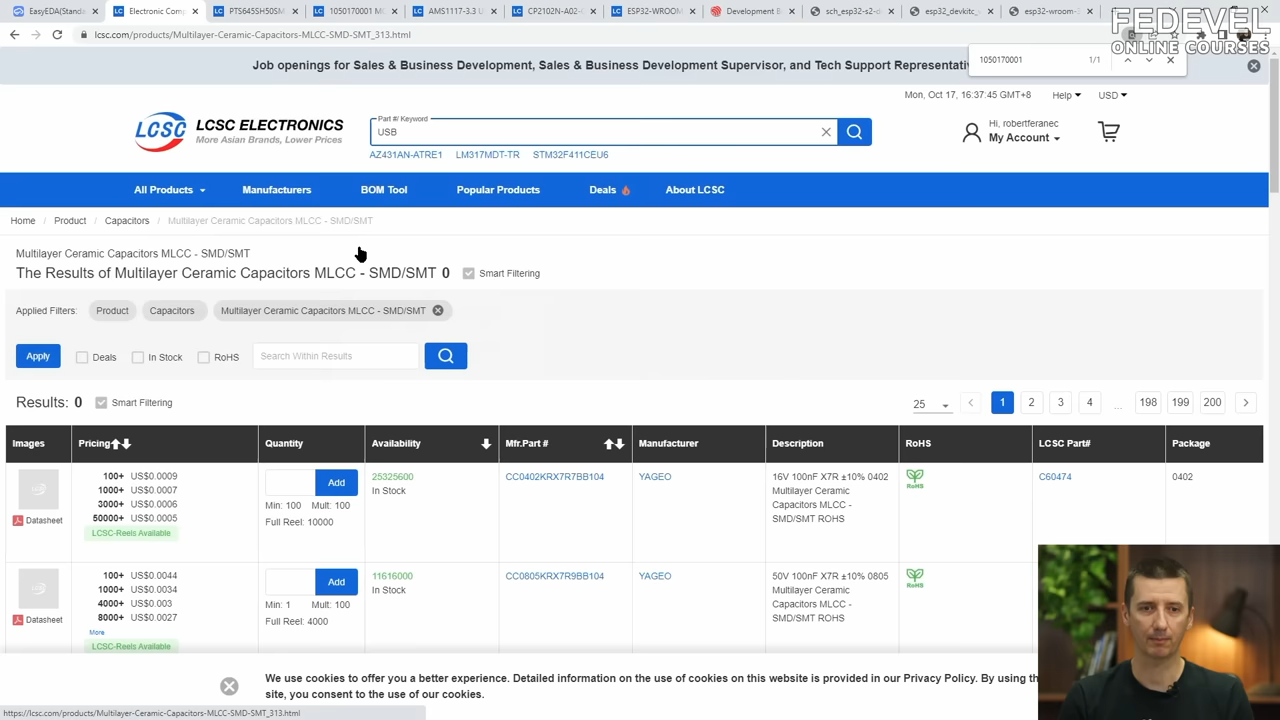 EasyEDA(Standa
Electronic Comp
PTS645SH50SM
1050170001 MO
AMS1117-3.3 U
CP2102N-A02-
ESP32-WROOM
Development B
sch_esp32-s2-d
esp32_devkitc_v
esp32-wroom-
FEDEVEL
ONLINE COURSES
lcsc.com/products/Multilayer-Ceramic-Capacitors-MLCC-SMD-SMT_313.html
1050170001
1/1
Job openings for Sales & Business Development, Sales & Business Development Supervisor, and Tech Support Representativ
Mon, Oct 17, 16:37:45 GMT+8
Help
USD
LCSC
LCSC ELECTRONICS
More Asian Brands, Lower Prices
Part #/ Keyword
USB
AZ431AN-ATRE1
LM317MDT-TR
STM32F411CEU6
Hi, robertferanec
My Account
All Products
Manufacturers
BOM Tool
Popular Products
Deals
About LCSC
Home / Product / Capacitors / Multilayer Ceramic Capacitors MLCC - SMD/SMT
Multilayer Ceramic Capacitors MLCC - SMD/SMT
The Results of Multilayer Ceramic Capacitors MLCC - SMD/SMT 0
Smart Filtering
Applied Filters:
Product
Capacitors
Multilayer Ceramic Capacitors MLCC - SMD/SMT
Apply
Deals
In Stock
RoHS
Search Within Results
Results: 0
Smart Filtering
25
1
2
3
4
...
198
199
200
Images
Pricing
Quantity
Availability
Mfr.Part #
Manufacturer
Description
RoHS
LCSC Part#
Package
Datasheet
100+ US$0.0009
1000+ US$0.0007
3000+ US$0.0006
50000+ US$0.0005
LCSC-Reels Available
Add
Min: 100 Mult: 100
Full Reel: 10000
25325600
In Stock
CC0402KRX7R7BB104
YAGEO
16V 100nF X7R ±10% 0402
Multilayer Ceramic
Capacitors MLCC -
SMD/SMT ROHS
RoHS
C60474
0402
Datasheet
100+ US$0.0044
1000+ US$0.0034
4000+ US$0.003
8000+ US$0.0027
More
LCSC-Reels Available
Add
Min: 1 Mult: 100
Full Reel: 4000
11616000
In Stock
CC0805KRX7R9BB104
YAGEO
50V 100nF X7R ±10% 0805
Multilayer Ceramic
Capacitors MLCC -
SMD/SMT ROHS
RoHS
We use cookies to offer you a better experience. Detailed information on the use of cookies on this website is provided in our Privacy Policy. By using th
site, you consent to the use of our cookies.
https://lcsc.com/products/Multilayer-Ceramic-Capacitors-MLCC-SMD-SMT_313.html